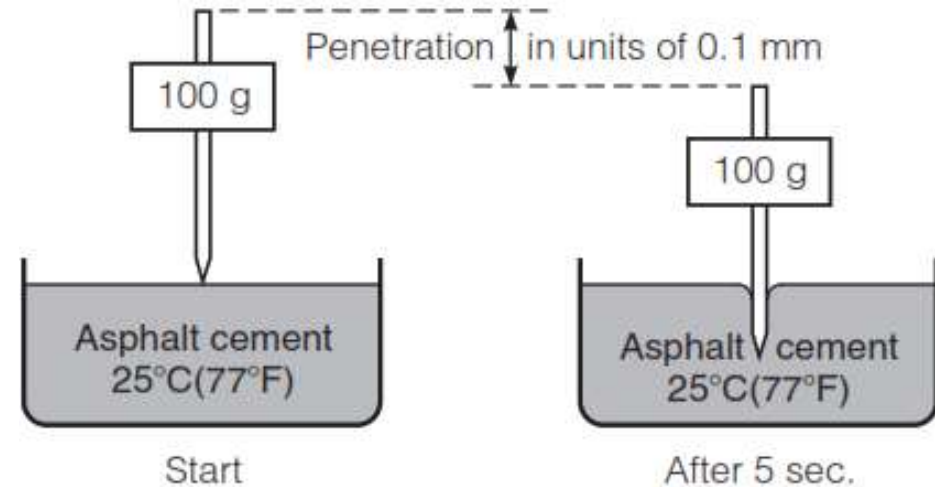 Penetration in units of 0.1 mm
100 g
100 g
Asphalt cement
25°C(77°F)
Asphalt cement
25°C(77°F)
Start
After 5 sec.